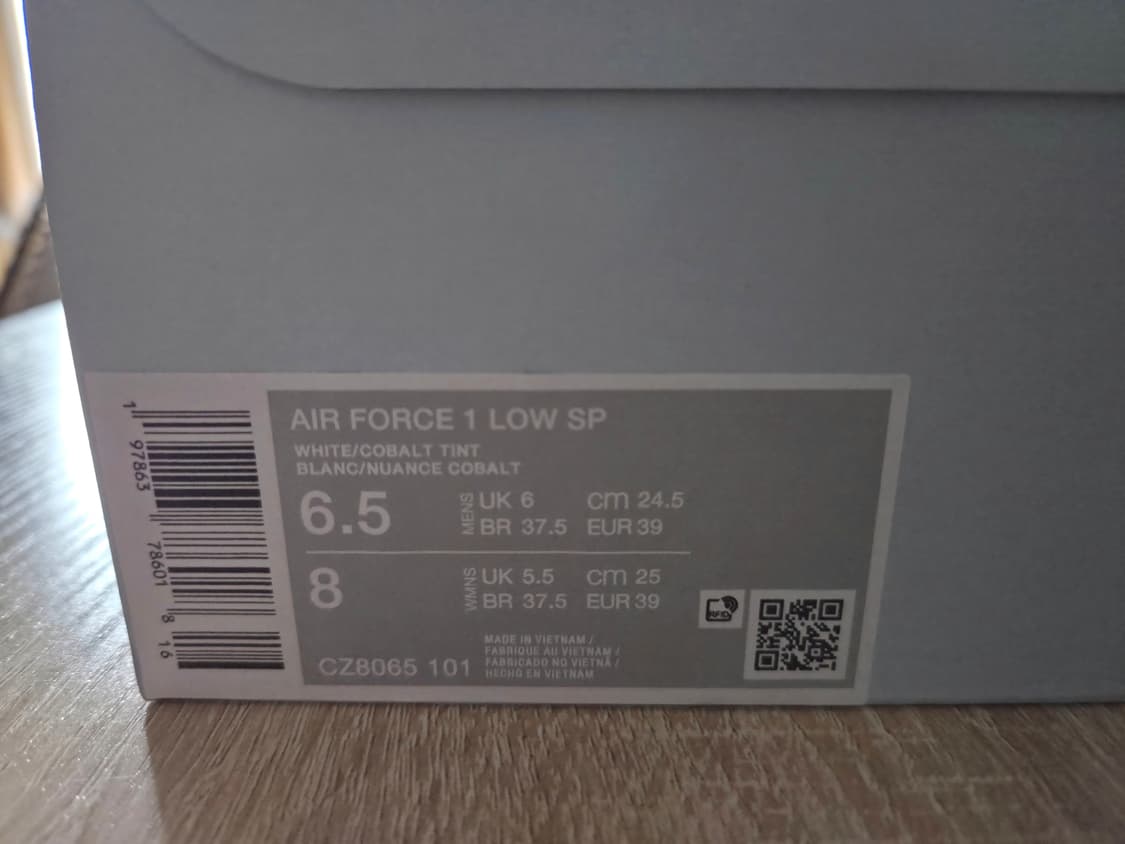 AIR FORCE 1 LOW SP
WHITE/COBALT TINT
BLANC/NUANCE COBALT
6.5 MENS UK 6 cm 24.5
BR 37.5 EUR 39
8 WMNS UK 5.5 cm 25
BR 37.5 EUR 39
MADE IN VIETNAM /
FABRIQUE AU VIETNAM /
FABRICADO NO VIETNÃ /
HECHO EN VIETNAM
CZ8065 101
RFID
1 97863 78601 8 16